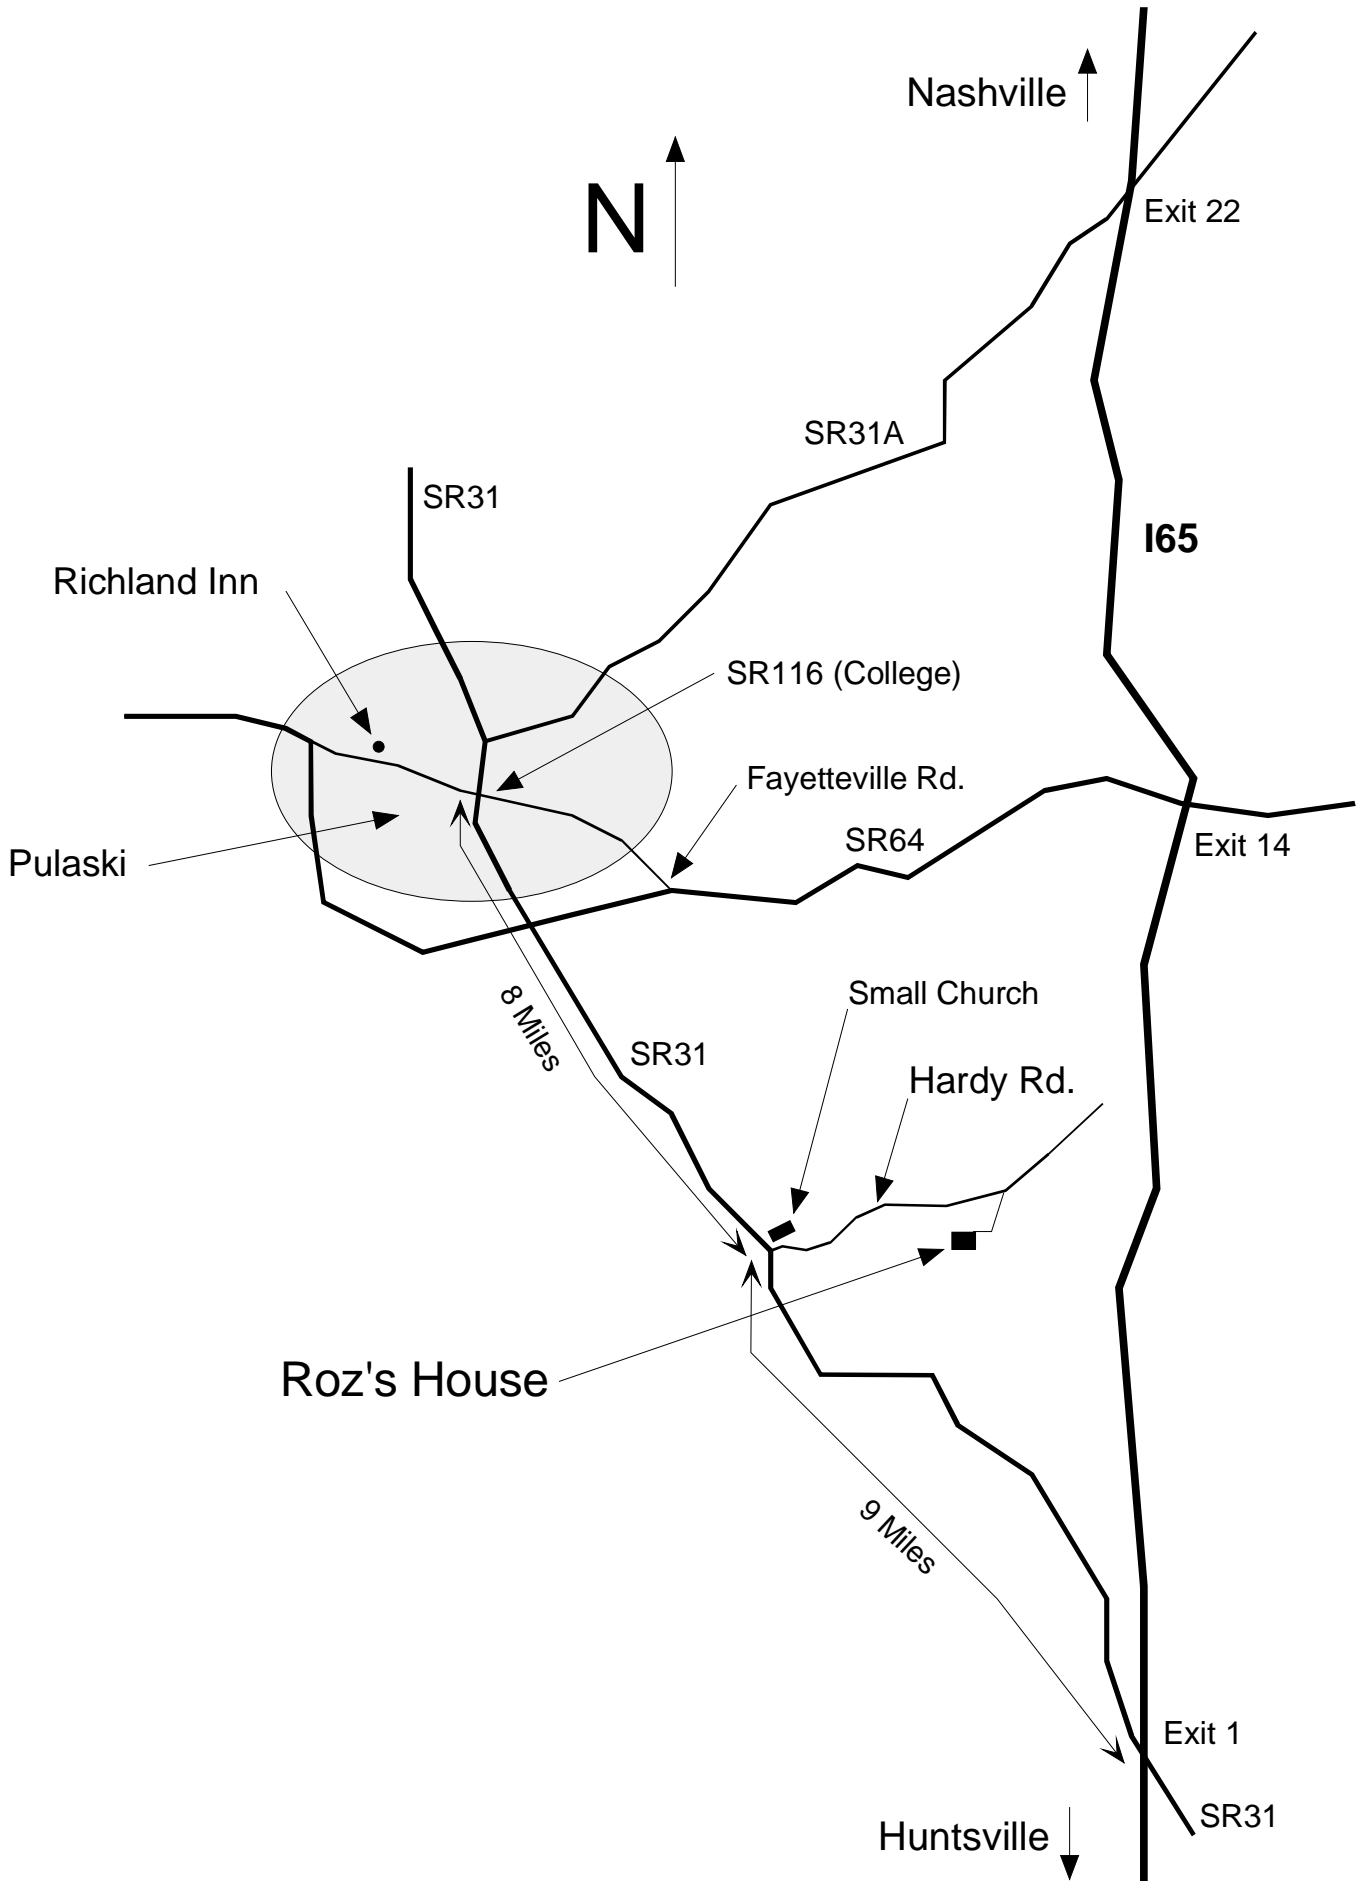 Nashville
N
Exit 22
SR31A
SR31
I65
Richland Inn
SR116 (College)
Fayetteville Rd.
SR64
Exit 14
Pulaski
Small Church
8 Miles
SR31
Hardy Rd.
Roz's House
9 Miles
Exit 1
SR31
Huntsville